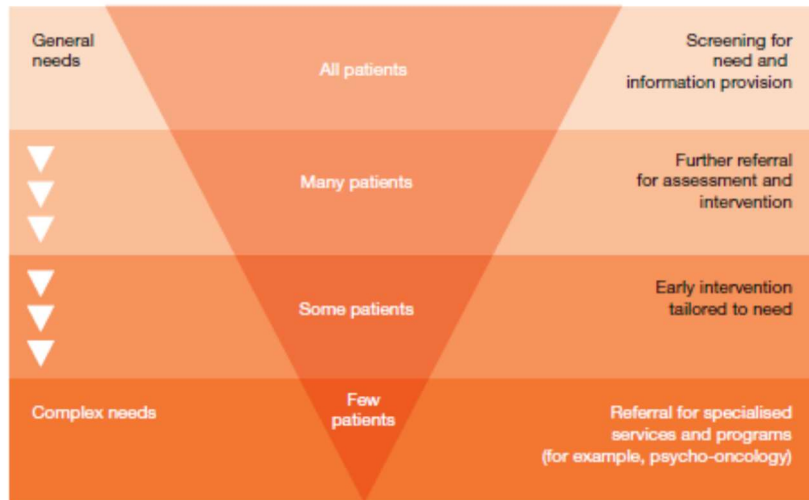 General
needs
All patients
Screening for
need and
information provision
Many patients
Further referral
for assessment and
intervention
Some patients
Early intervention
tailored to need
Complex needs
Few
patients
Referral for specialised
services and programs
(for example, psycho-oncology)